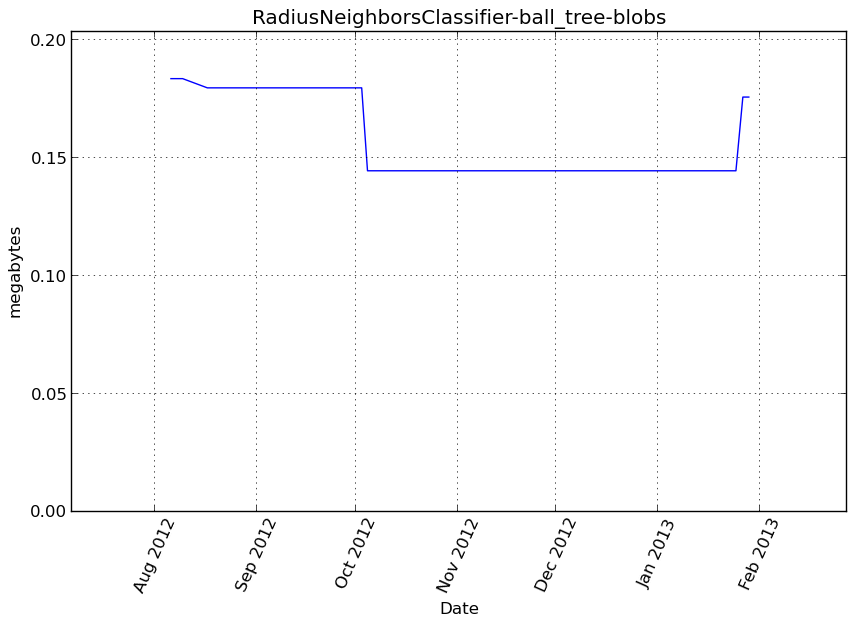 RadiusNeighborsClassifier-ball_tree-blobs
0.20
0.15
0.10
0.05
0.00
megabytes
Aug 2012
Sep 2012
Oct 2012
Nov 2012
Dec 2012
Jan 2013
Feb 2013
Date